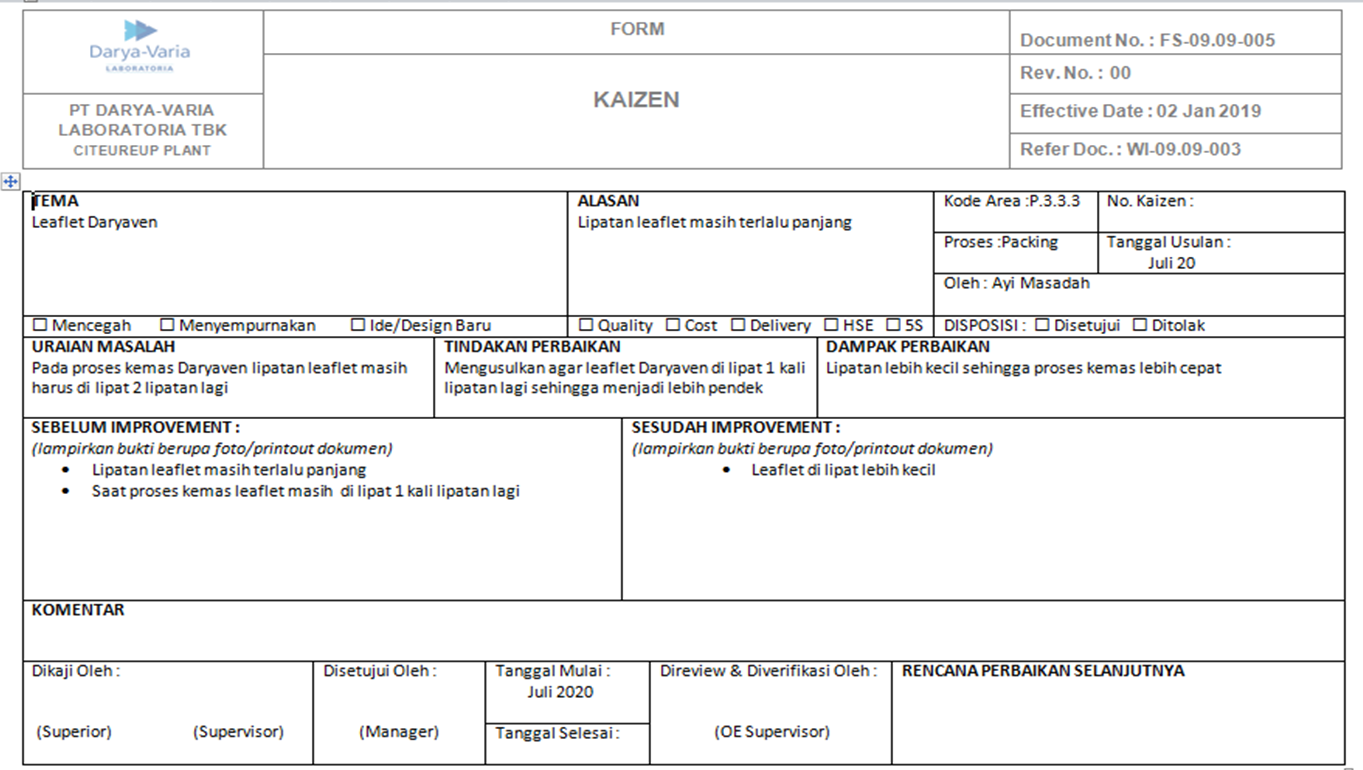 Darya-Varia
LABORATORIA
PT DARYA-VARIA
LABORATORIA TBK
CITEUREUP PLANT
FORM
KAIZEN
Document No. : FS-09.09-005
Rev. No. : 00
Effective Date : 02 Jan 2019
Refer Doc. : WI-09.09-003
TEMA
Leaflet Daryaven
ALASAN
Lipatan leaflet masih terlalu panjang
Kode Area :P.3.3.3
No. Kaizen :
Proses :Packing
Tanggal Usulan :
Juli 20
Oleh : Ayi Masadah
☐ Mencegah ☐ Menyempurnakan ☐ Ide/Design Baru
☐ Quality ☐ Cost ☐ Delivery ☐ HSE ☐ 5S
DISPOSISI : ☐ Disetujui ☐ Ditolak
URAIAN MASALAH
Pada proses kemas Daryaven lipatan leaflet masih
harus di lipat 2 lipatan lagi
TINDAKAN PERBAIKAN
Mengusulkan agar leaflet Daryaven di lipat 1 kali
lipatan lagi sehingga menjadi lebih pendek
DAMPAK PERBAIKAN
Lipatan lebih kecil sehingga proses kemas lebih cepat
SEBELUM IMPROVEMENT :
(lampirkan bukti berupa foto/printout dokumen)
• Lipatan leaflet masih terlalu panjang
• Saat proses kemas leaflet masih di lipat 1 kali lipatan lagi
SESUDAH IMPROVEMENT :
(lampirkan bukti berupa foto/printout dokumen)
• Leaflet di lipat lebih kecil
KOMENTAR
Dikaji Oleh :
(Superior) (Supervisor)
Disetujui Oleh :
(Manager)
Tanggal Mulai :
Juli 2020
Tanggal Selesai :
Direview & Diverifikasi Oleh :
(OE Supervisor)
RENCANA PERBAIKAN SELANJUTNYA